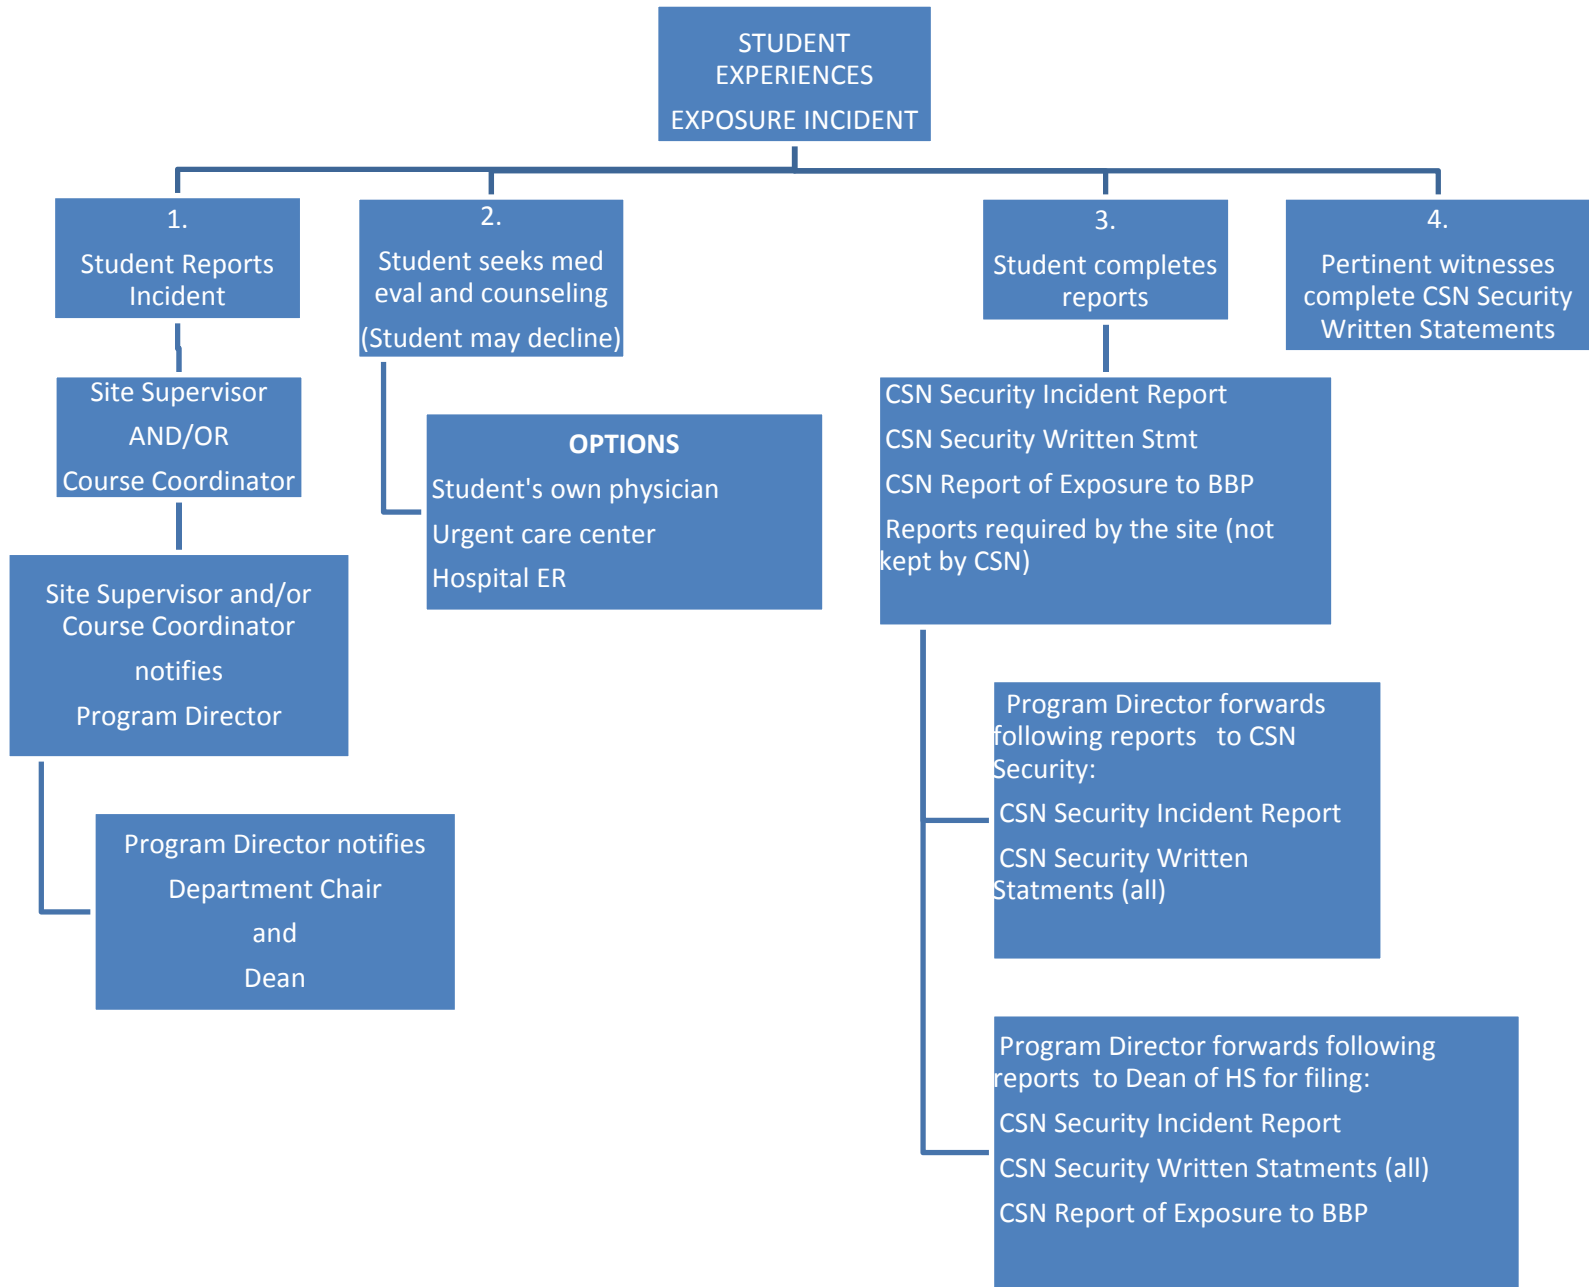 STUDENT
EXPERIENCES
EXPOSURE INCIDENT
1.
Student Reports
Incident
Site Supervisor
AND/OR
Course Coordinator
Site Supervisor and/or
Course Coordinator
notifies
Program Director
Program Director notifies
Department Chair
and
Dean
2.
Student seeks med
eval and counseling
(Student may decline)
OPTIONS
Student's own physician
Urgent care center
Hospital ER
3.
Student completes
reports
CSN Security Incident Report
CSN Security Written Stmt
CSN Report of Exposure to BBP
Reports required by the site (not
kept by CSN)
Program Director forwards
following reports to CSN
Security:
CSN Security Incident Report
CSN Security Written
Statments (all)
Program Director forwards following
reports to Dean of HS for filing:
CSN Security Incident Report
CSN Security Written Statments (all)
CSN Report of Exposure to BBP
4.
Pertinent witnesses
complete CSN Security
Written Statements